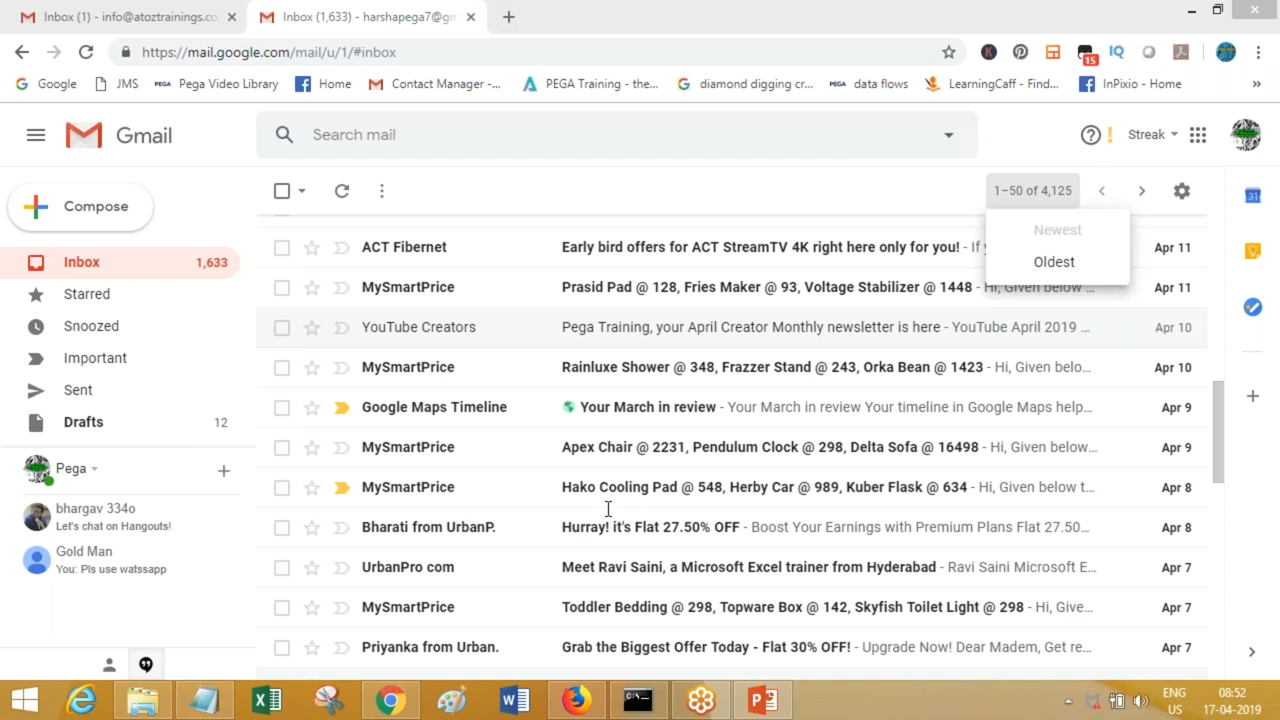 Inbox (1) - info@atoztrainings.co
Inbox (1,633) - harshapega7@gm
https://mail.google.com/mail/u/1/#inbox
K
15
IQ
Google
JMS
PEGA Pega Video Library
Home
Contact Manager -...
PEGA Training - the...
diamond digging cr...
PEGA data flows
LearningCaff - Find...
InPixio - Home
Gmail
Search mail
Streak
Compose
1–50 of 4,125
31
Newest
Oldest
Inbox 1,633
Starred
Snoozed
Important
Sent
Drafts 12
Pega
bhargav 334o
Let's chat on Hangouts!
Gold Man
You: Pls use watssapp
ACT Fibernet Early bird offers for ACT StreamTV 4K right here only for you! - If y Apr 11
MySmartPrice Prasid Pad @ 128, Fries Maker @ 93, Voltage Stabilizer @ 1448 - Hi, Given below ... Apr 11
YouTube Creators Pega Training, your April Creator Monthly newsletter is here - YouTube April 2019 ... Apr 10
MySmartPrice Rainluxe Shower @ 348, Frazzer Stand @ 243, Orka Bean @ 1423 - Hi, Given belo... Apr 10
Google Maps Timeline Your March in review - Your March in review Your timeline in Google Maps help... Apr 9
MySmartPrice Apex Chair @ 2231, Pendulum Clock @ 298, Delta Sofa @ 16498 - Hi, Given below... Apr 9
MySmartPrice Hako Cooling Pad @ 548, Herby Car @ 989, Kuber Flask @ 634 - Hi, Given below t... Apr 8
Bharati from UrbanP. Hurray! it's Flat 27.50% OFF - Boost Your Earnings with Premium Plans Flat 27.50... Apr 8
UrbanPro com Meet Ravi Saini, a Microsoft Excel trainer from Hyderabad - Ravi Saini Microsoft E... Apr 7
MySmartPrice Toddler Bedding @ 298, Topware Box @ 142, Skyfish Toilet Light @ 298 - Hi, Give... Apr 7
Priyanka from Urban. Grab the Biggest Offer Today - Flat 30% OFF! - Upgrade Now! Dear Madem, Get re... Apr 7
ENG
US
08:52
17-04-2019